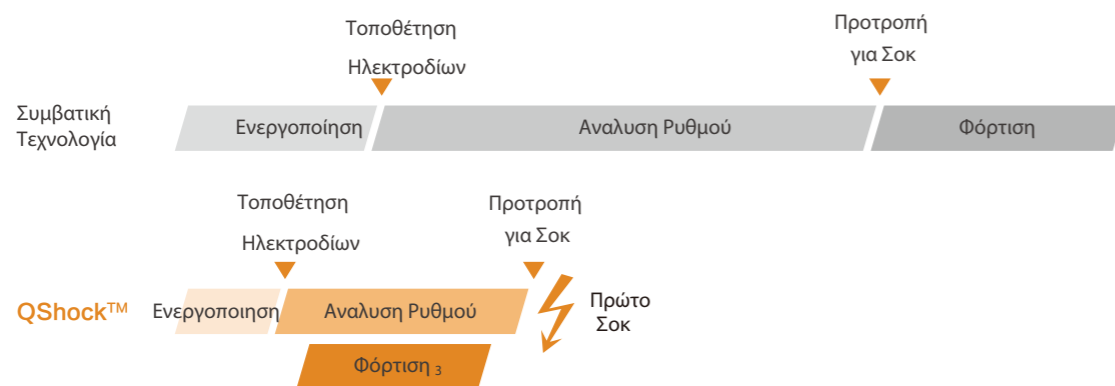 Τοποθέτηση
Ηλεκτροδίων
Προτροπή
για Σοκ
Συμβατική
Τεχνολογία
Ενεργοποίηση
Αναλυση Ρυθμού
Φόρτιση
Τοποθέτηση
Ηλεκτροδίων
Προτροπή
για Σοκ
QShock™
Ενεργοποιηση
Αναλυση Ρυθμού
Πρώτο
Σοκ
Φόρτιση 3